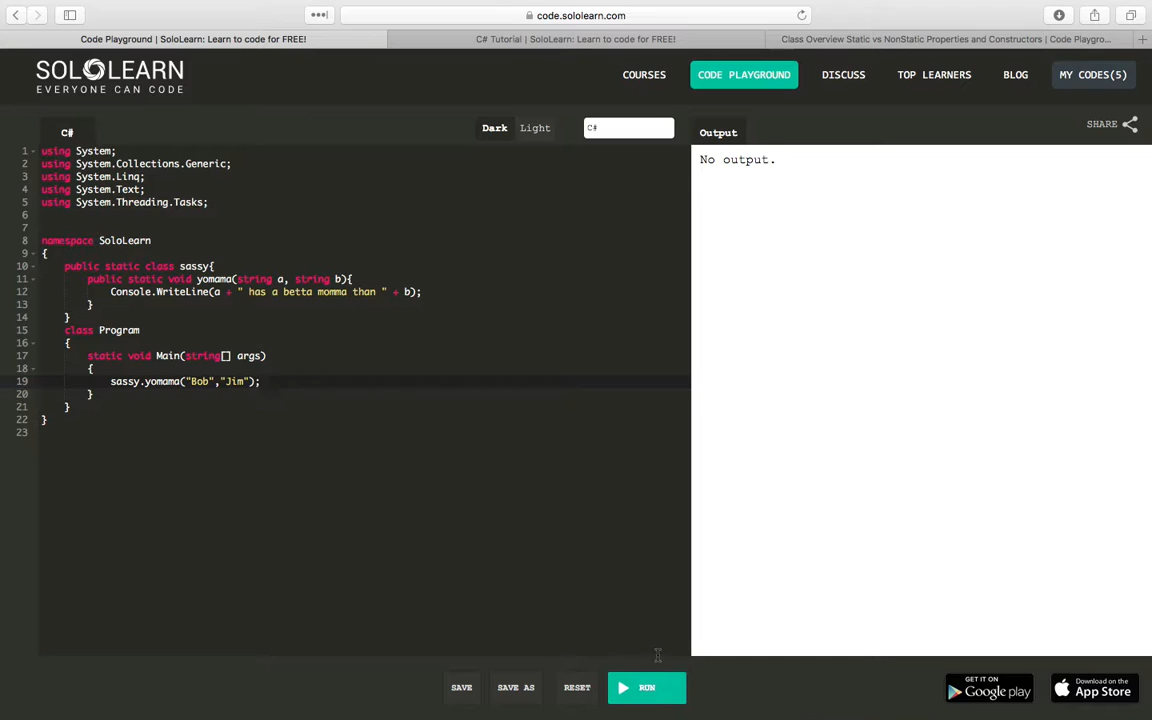 code.sololearn.com
Code Playground | SoloLearn: Learn to code for FREE!
C# Tutorial | SoloLearn: Learn to code for FREE!
Class Overview Static vs NonStatic Properties and Constructors | Code Playgro...
SOLOLEARN
EVERYONE CAN CODE
COURSES
CODE PLAYGROUND
DISCUSS
TOP LEARNERS
BLOG
MY CODES(5)
C#
Dark
Light
C#
Output
SHARE
1 using System;
2 using System.Collections.Generic;
3 using System.Linq;
4 using System.Text;
5 using System.Threading.Tasks;
6
7
8 namespace SoloLearn
9 {
10 public static class sassy{
11 public static void yomama(string a, string b){
12 Console.WriteLine(a + " has a betta momma than " + b);
13 }
14 }
15 class Program
16 {
17 static void Main(string[] args)
18 {
19 sassy.yomama("Bob","Jim");
20 }
21 }
22 }
23
No output.
SAVE
SAVE AS
RESET
RUN
GET IT ON
Google play
Download on the
App Store